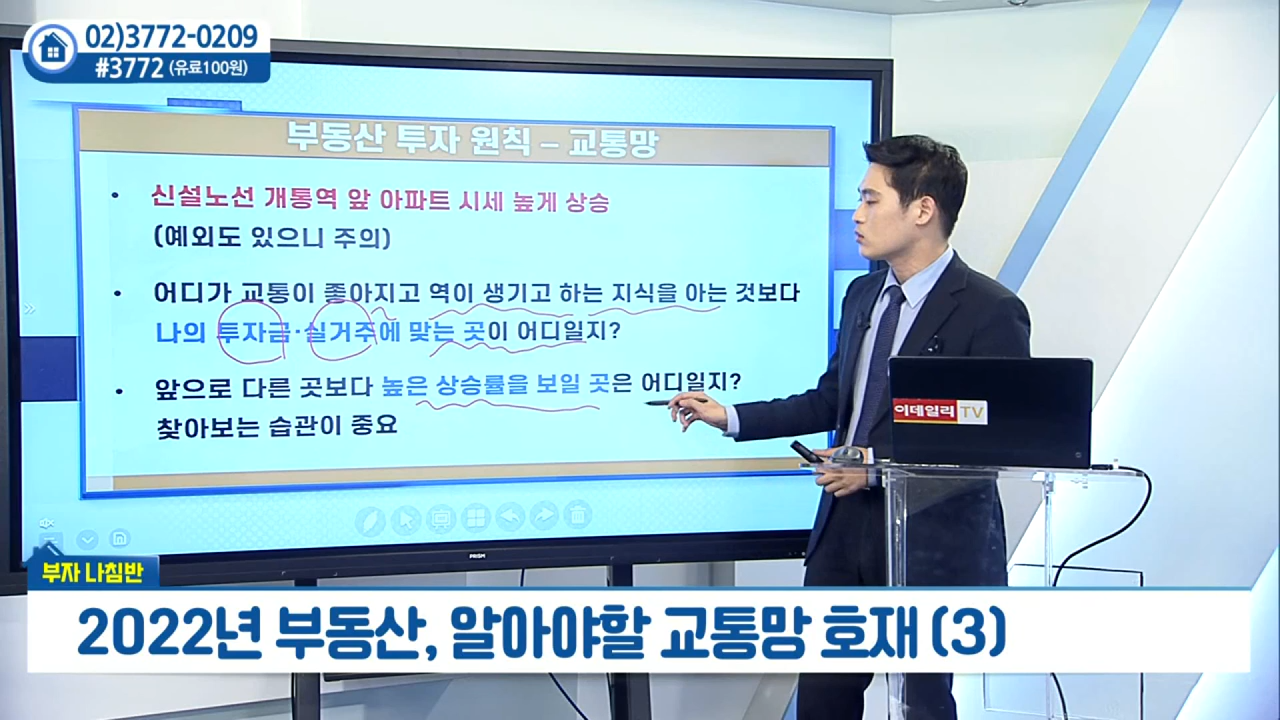 02)3772-0209
#3772 (유료100원)
부동산 투자 원칙 – 교통망
• 신설노선 개통역 앞 아파트 시세 높게 상승
(예외도 있으니 주의)
• 어디가 교통이 좋아지고 역이 생기고 하는 지식을 아는 것보다
나의 투자금·실거주에 맞는 곳이 어디일지?
• 앞으로 다른 곳보다 높은 상승률을 보일 곳은 어디일지?
찾아보는 습관이 중요
이데일리 TV
PRISM
부자 나침반
2022년 부동산, 알아야할 교통망 호재 (3)